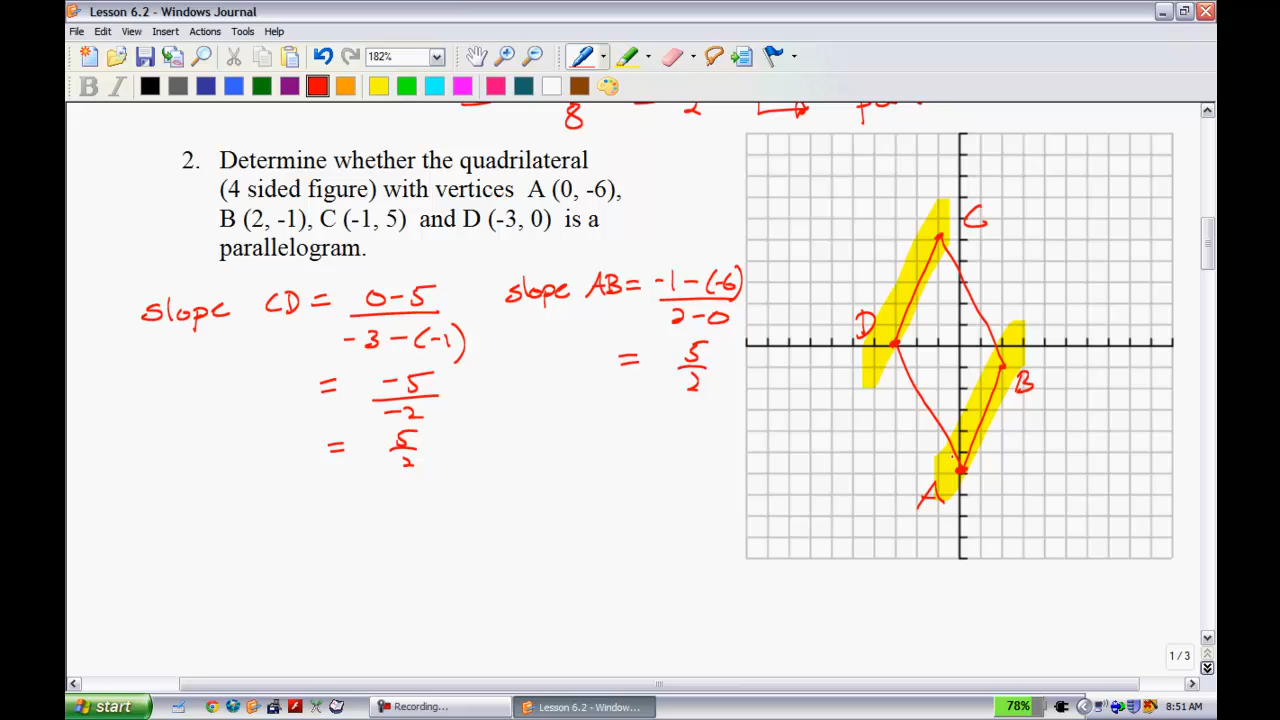 Lesson 6.2 - Windows Journal
File Edit View Insert Actions Tools Help
182%
B I
8 2
2. Determine whether the quadrilateral
(4 sided figure) with vertices A (0, -6),
B (2, -1), C (-1, 5) and D (-3, 0) is a
parallelogram.
slope CD = 0-5 / -3-(-1)
= -5 / -2
= 5/2
slope AB = -1-(-6) / 2-0
= 5/2
C
D
B
A
1/3
start Recording... Lesson 6.2 - Window... 78% 8:51 AM